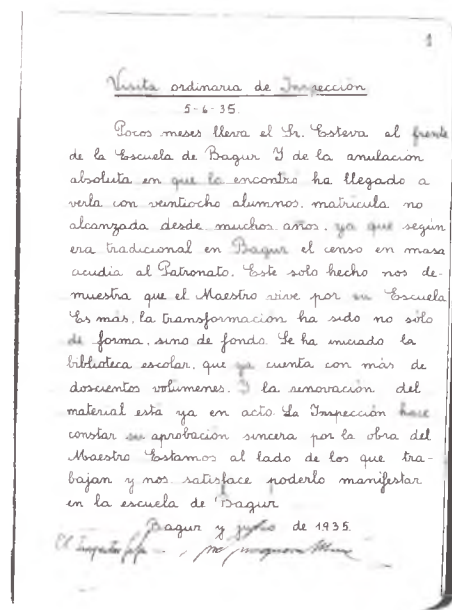 1
Visita ordinaria de Inspección
5-6-35.
Pocos meses lleva el Sr. Esteva al frente
de la Escuela de Bagur Y de la anulación
absoluta en que la encontró ha llegado a
verla con veintiocho alumnos, matrícula no
alcanzada desde muchos años, ya que según
era tradicional en Bagur el censo en masa
acudía al Patronato. Este solo hecho nos de-
muestra que el Maestro vive por su Escuela
Es más, la transformación ha sido no sólo
de forma, sino de fondo. Se ha iniciado la
biblioteca escolar, que ya cuenta con más de
doscientos volúmenes. Y la renovación del
material está ya en acto. La Inspección hace
constar su aprobación sincera por la obra del
Maestro Estamos al lado de los que tra-
bajan y nos satisface poderlo manifestar
en la escuela de Bagur
Bagur y de 1935.
El Inspector Jefe